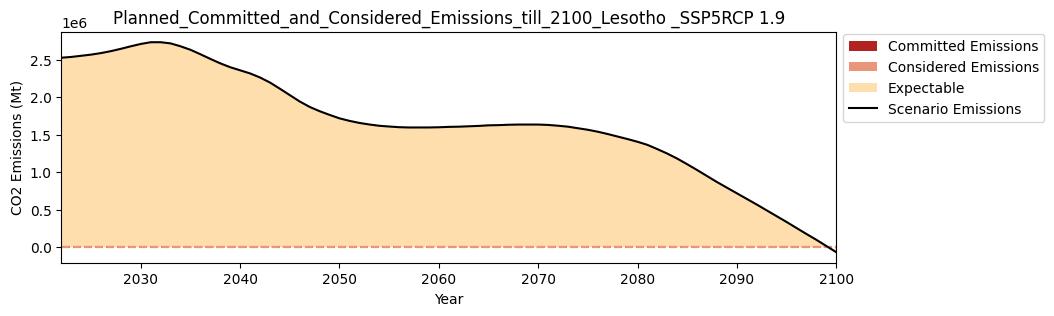 Planned_Committed_and_Considered_Emissions_till_2100_Lesotho _SSP5RCP 1.9
1e6
CO2 Emissions (Mt)
2.5
2.0
1.5
1.0
0.5
0.0
2030 2040 2050 2060 2070 2080 2090 2100
Year
Committed Emissions
Considered Emissions
Expectable
Scenario Emissions